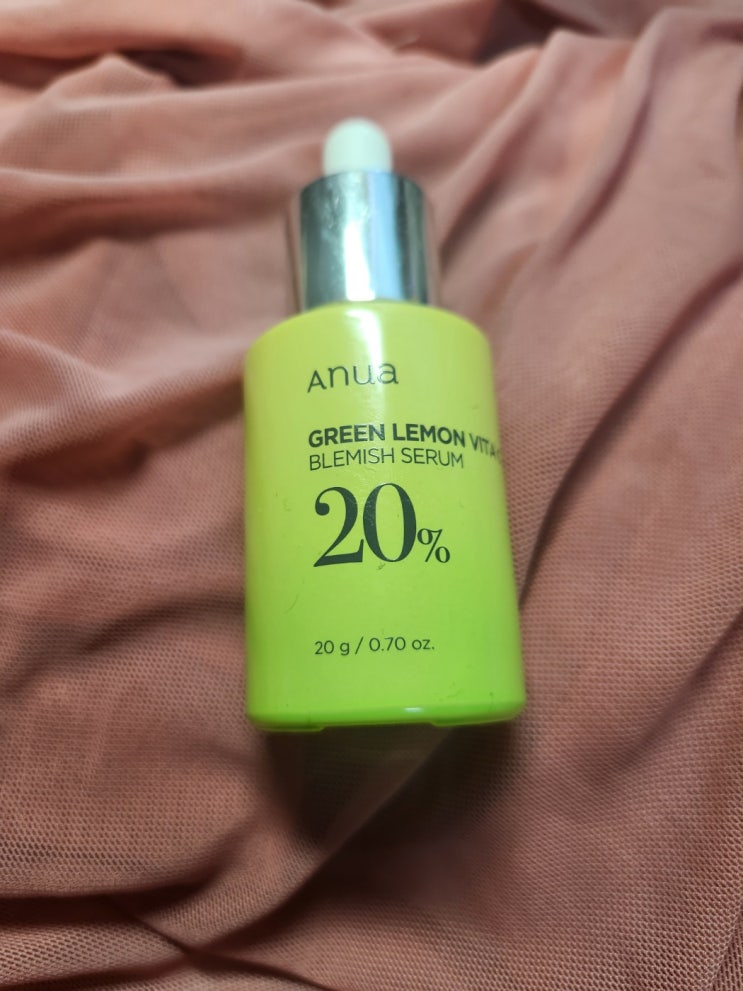 Anua
GREEN LEMON VITA
BLEMISH SERUM
20%
20 g / 0.70 oz.